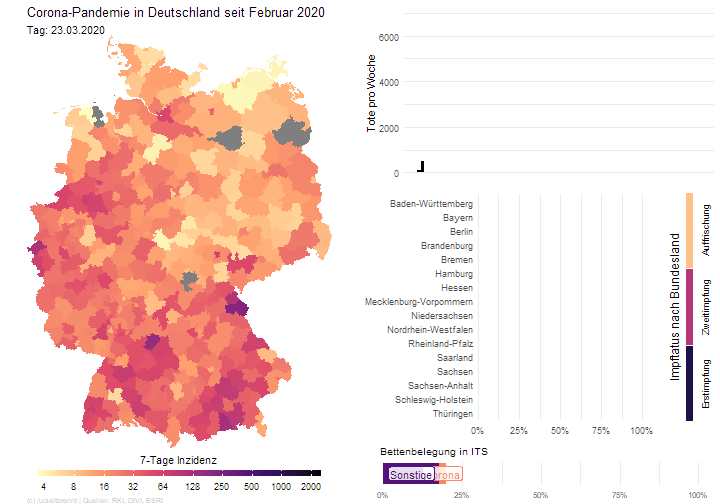 Corona-Pandemie in Deutschland seit Februar 2020
Tag: 23.03.2020
7-Tage Inzidenz
4 8 16 32 64 125 250 500 1000 2000
Quellen: RKI, DIVI, ESRI
Tote pro Woche
6000
4000
2000
0
Baden-Württemberg
Bayern
Berlin
Brandenburg
Bremen
Hamburg
Hessen
Mecklenburg-Vorpommern
Niedersachsen
Nordrhein-Westfalen
Rheinland-Pfalz
Saarland
Sachsen
Sachsen-Anhalt
Schleswig-Holstein
Thüringen
0% 25% 50% 75% 100%
Impfstatus nach Bundesland
Auffrischung
Zweitimpfung
Erstimpfung
Bettenbelegung in ITS
Sonstige orona
0% 25% 50% 75% 100%